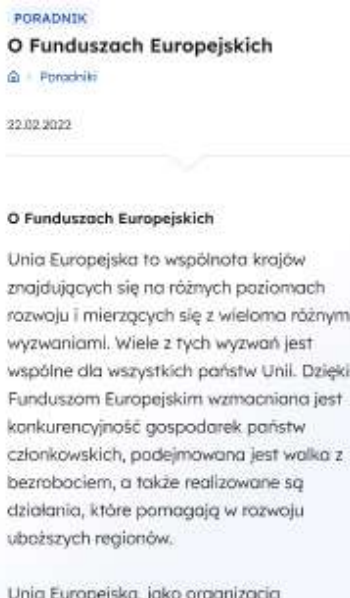 PORADNIK
O Funduszach Europejskich
Poradniki
22.02.2022
O Funduszach Europejskich
Unia Europejska to wspólnota krajów
znajdujących się na różnych poziomach
rozwoju i mierzących się z wieloma różnym
wyzwaniami. Wiele z tych wyzwań jest
wspólne dla wszystkich państw Unii. Dzięki
Funduszom Europejskim wzmacniana jest
konkurencyjność gospodarek państw
członkowskich, podejmowana jest walka z
bezrobociem, a także realizowane są
działania, które pomagają w rozwoju
uboższych regionów.
Unia Europejska, jako organizacja